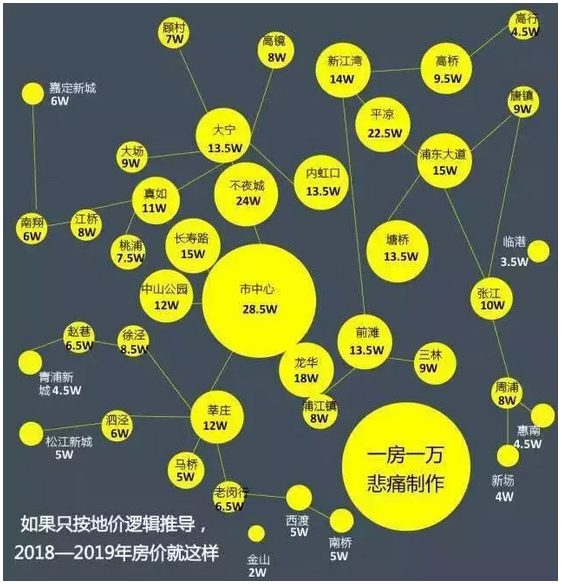 高行
4.5W
顾村
7W
高镜
8W
新江湾
14W
高桥
9.5W
嘉定新城
6W
唐镇
9W
平凉
22.5W
大宁
13.5W
大场
9W
浦东大道
15W
内虹口
13.5W
不夜城
24W
真如
11W
南翔
6W
江桥
8W
桃浦
7.5W
长寿路
15W
塘桥
13.5W
临港
3.5W
中山公园
12W
市中心
28.5W
张江
10W
赵巷
6.5W
徐泾
8.5W
前滩
13.5W
三林
9W
龙华
18W
青浦新
城 4.5W
周浦
8W
浦江镇
8W
莘庄
12W
泗泾
6W
惠南
4.5W
松江新城
5W
一房一万
悲痛制作
马桥
5W
新场
4W
老闵行
6.5W
西渡
5W
南桥
5W
金山
2W
如果只按地价逻辑推导，
2018—2019年房价就这样